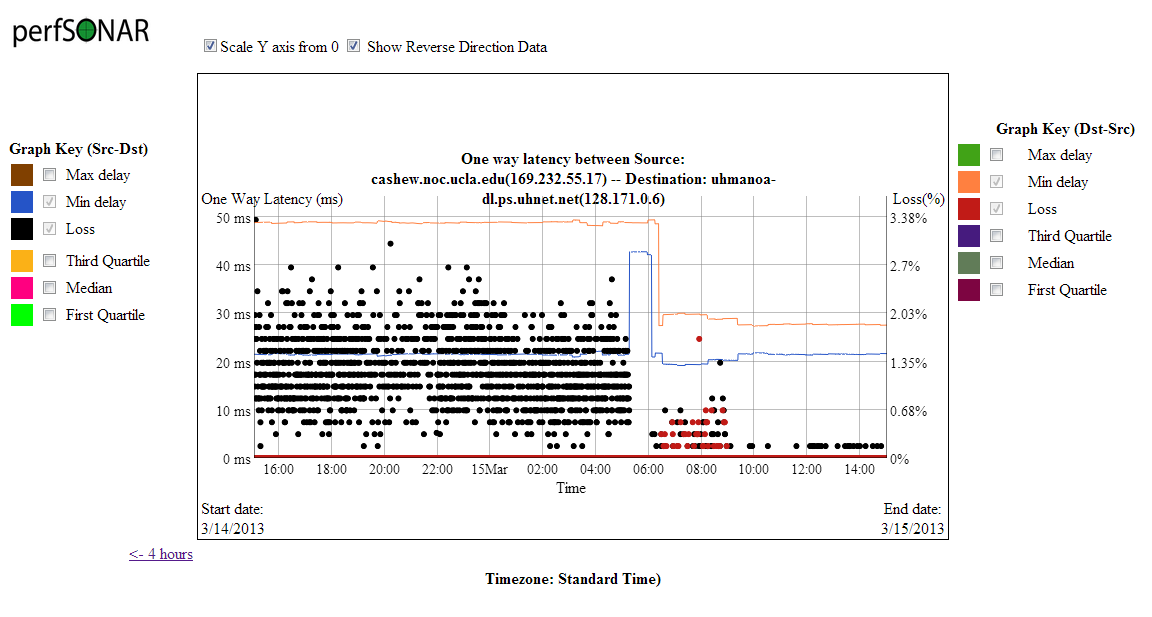 perfSONAR
Scale Y axis from 0 Show Reverse Direction Data
Graph Key (Src-Dst)
Max delay
Min delay
Loss
Third Quartile
Median
First Quartile
One way latency between Source:
cashew.noc.ucla.edu(169.232.55.17) -- Destination: uhmanoa-
dl.ps.uhnet.net(128.171.0.6)
One Way Latency (ms)
Loss(%)
50 ms
40 ms
30 ms
20 ms
10 ms
0 ms
3.38%
2.7%
2.03%
1.35%
0.68%
0%
16:00 18:00 20:00 22:00 15Mar 02:00 04:00 06:00 08:00 10:00 12:00 14:00
Time
Start date:
3/14/2013
End date:
3/15/2013
Graph Key (Dst-Src)
Max delay
Min delay
Loss
Third Quartile
Median
First Quartile
<- 4 hours
Timezone: Standard Time)